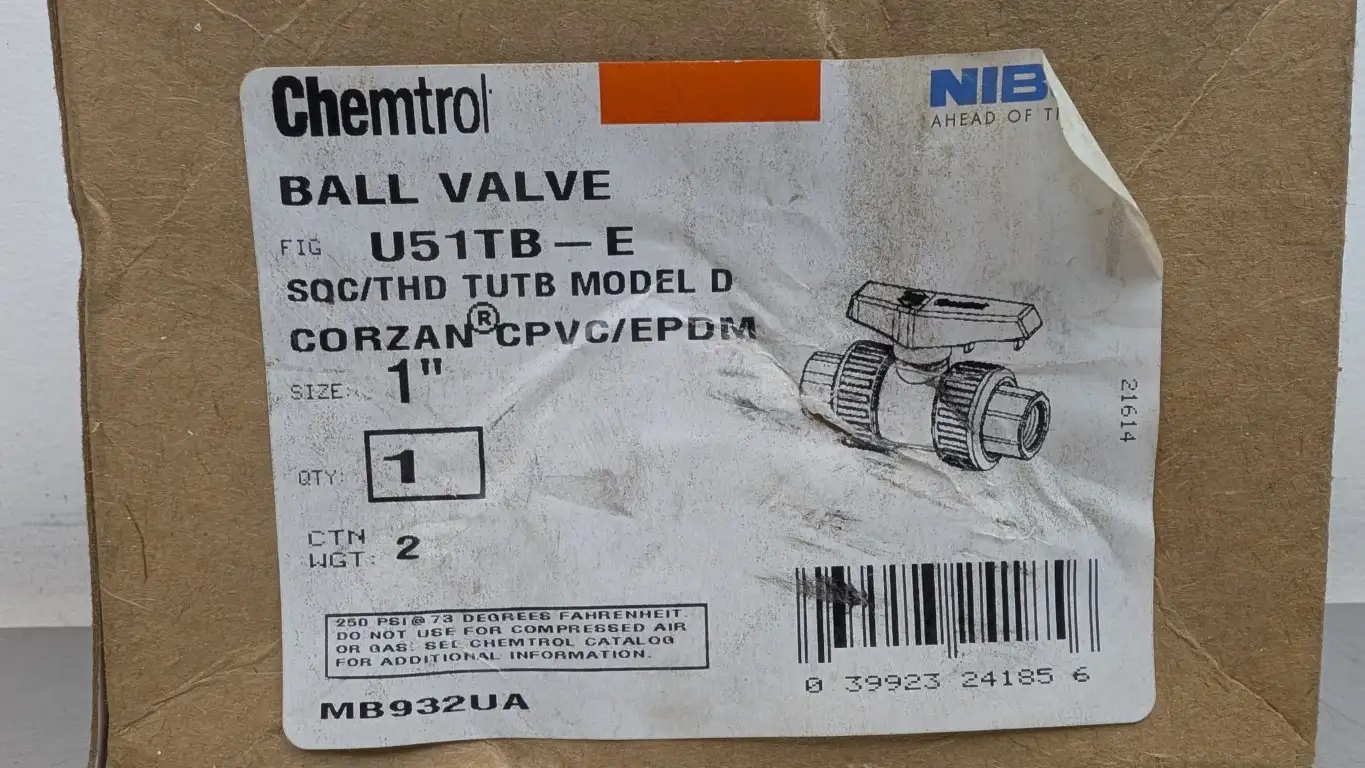 Chemtrol
NIB
AHEAD OF T
BALL VALVE
FIG U51TB — E
SQC/THD TUTB MODEL D
CORZAN® CPVC/EPDM
SIZE: 1"
QTY: 1
CTN
WGT: 2
21614
250 PSI @ 73 DEGREES FAHRENHEIT.
DO NOT USE FOR COMPRESSED AIR
OR GAS. SEE CHEMTROL CATALOG
FOR ADDITIONAL INFORMATION.
MB932UA
0 39923 24185 6